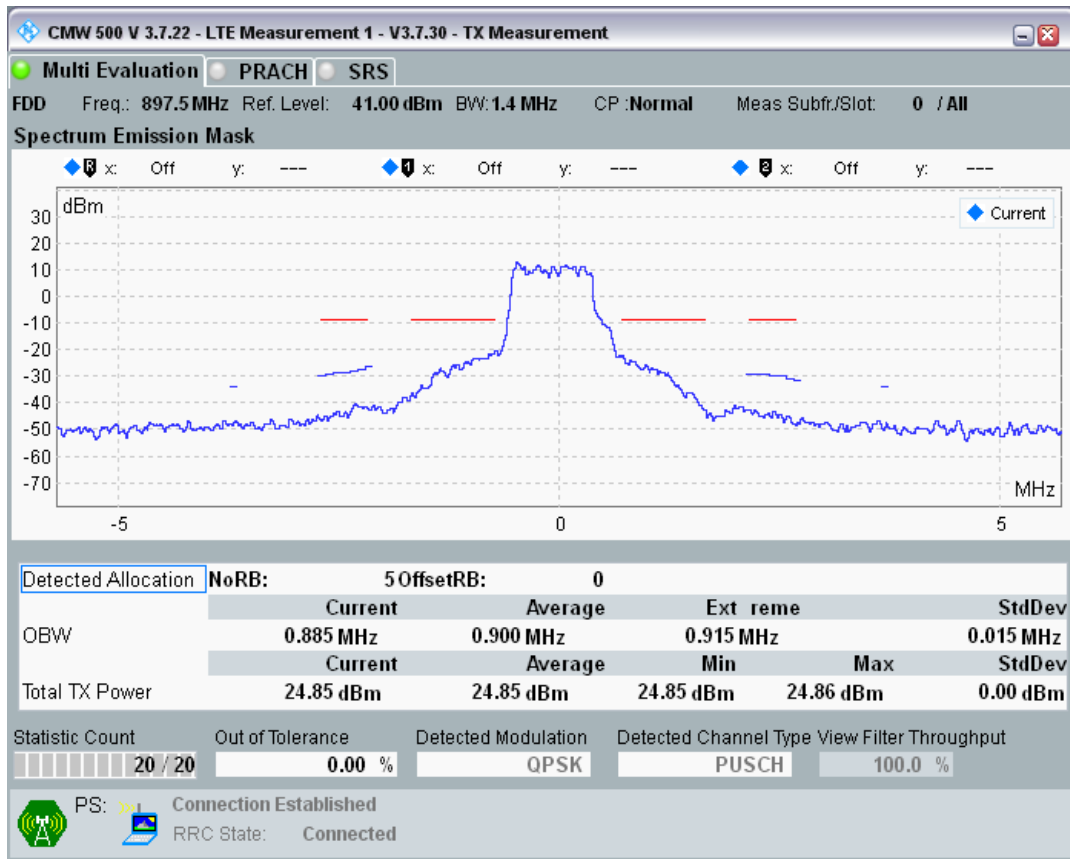 CMW 500 V 3.7.22 - LTE Measurement 1 - V3.7.30 - TX Measurement
Multi Evaluation PRACH SRS
FDD Freq.: 897.5 MHz Ref. Level: 41.00 dBm BW: 1.4 MHz CP :Normal Meas Subfr./Slot: 0 / All
Spectrum Emission Mask
R x: Off y: --- 1 x: Off y: --- 2 x: Off y: ---
dBm
Current
30
20
10
0
-10
-20
-30
-40
-50
-60
-70
MHz
-5 0 5
Detected Allocation NoRB: 5 OffsetRB: 0
Current Average Ext reme StdDev
OBW 0.885 MHz 0.900 MHz 0.915 MHz 0.015 MHz
Current Average Min Max StdDev
Total TX Power 24.85 dBm 24.85 dBm 24.85 dBm 24.86 dBm 0.00 dBm
Statistic Count Out of Tolerance Detected Modulation Detected Channel Type View Filter Throughput
20 / 20 0.00 % QPSK PUSCH 100.0 %
PS: Connection Established
RRC State: Connected